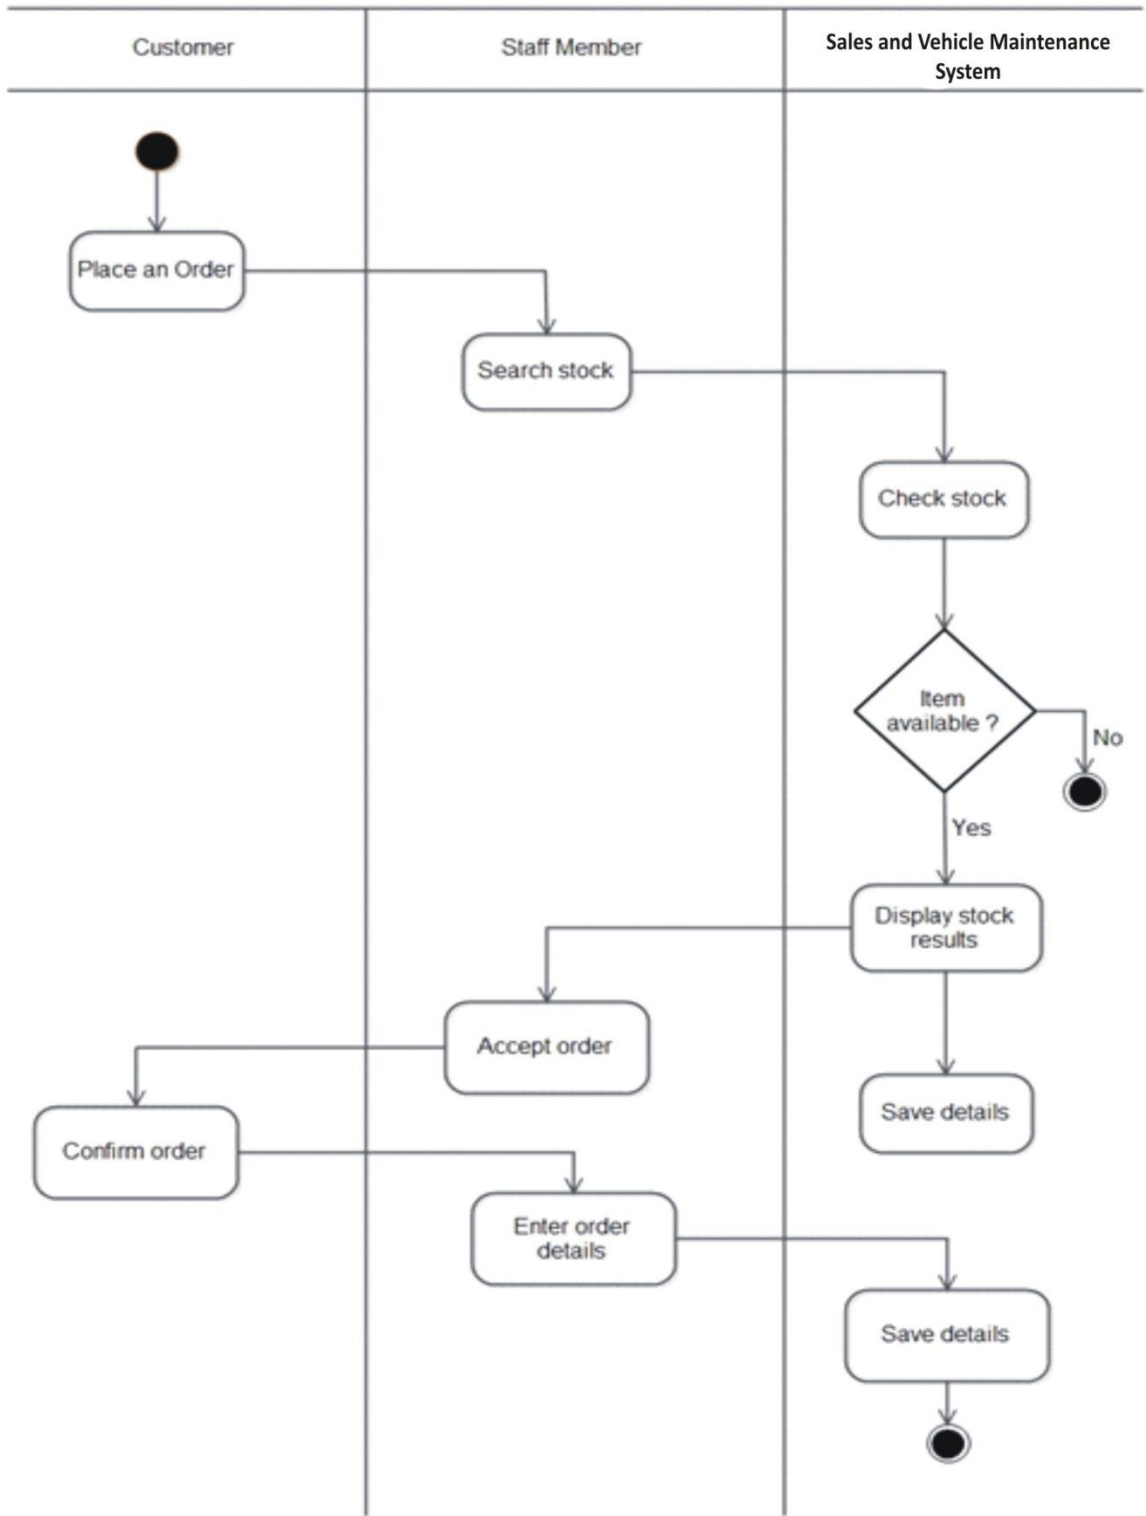 Customer
Staff Member
Sales and Vehicle Maintenance
System
Place an Order
Search stock
Check stock
Item
available ?
No
Yes
Display stock
results
Accept order
Save details
Confirm order
Enter order
details
Save details